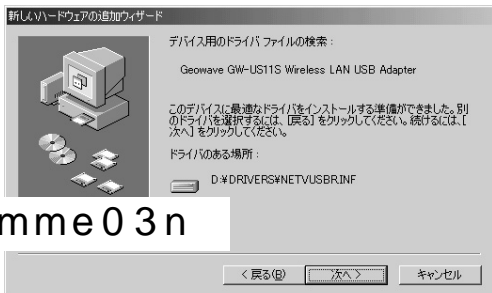 新しいハードウェアの追加ウィザード
デバイス用のドライバ ファイルの検索 :
Geowave GW-US11S Wireless LAN USB Adapter
このデバイスに最適なドライバをインストールする準備ができました。別
のドライバを選択するには、[戻る] をクリックしてください。続けるには、[
次へ] をクリックしてください。
ドライバのある場所 :
D:¥DRIVERS¥NETVUSBR.INF
mme03n
< 戻る(B)
次へ >
キャンセル